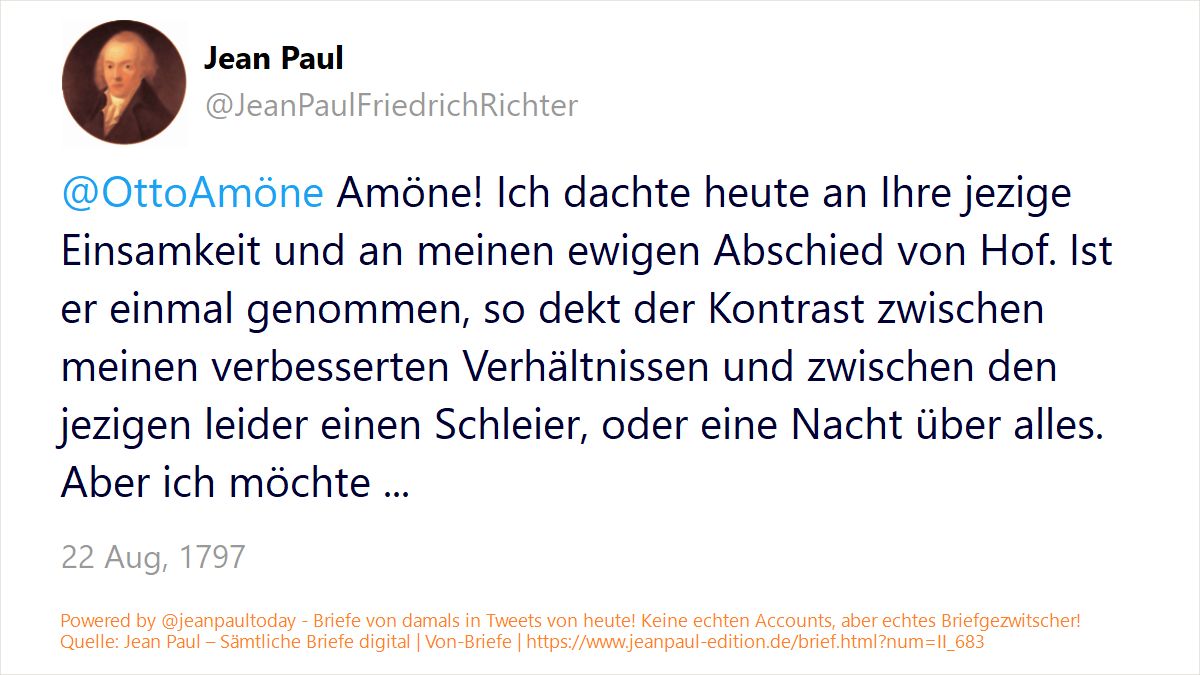 Jean Paul
@JeanPaulFriedrichRichter
@OttoAmöne Amöne! Ich dachte heute an Ihre jezige
Einsamkeit und an meinen ewigen Abschied von Hof. Ist
er einmal genommen, so dekt der Kontrast zwischen
meinen verbesserten Verhältnissen und zwischen den
jezigen leider einen Schleier, oder eine Nacht über alles.
Aber ich möchte ...
22 Aug, 1797
Powered by @jeanpaultoday - Briefe von damals in Tweets von heute! Keine echten Accounts, aber echtes Briefgezwitscher!
Quelle: Jean Paul – Sämtliche Briefe digital | Von-Briefe | https://www.jeanpaul-edition.de/brief.html?num=II_683